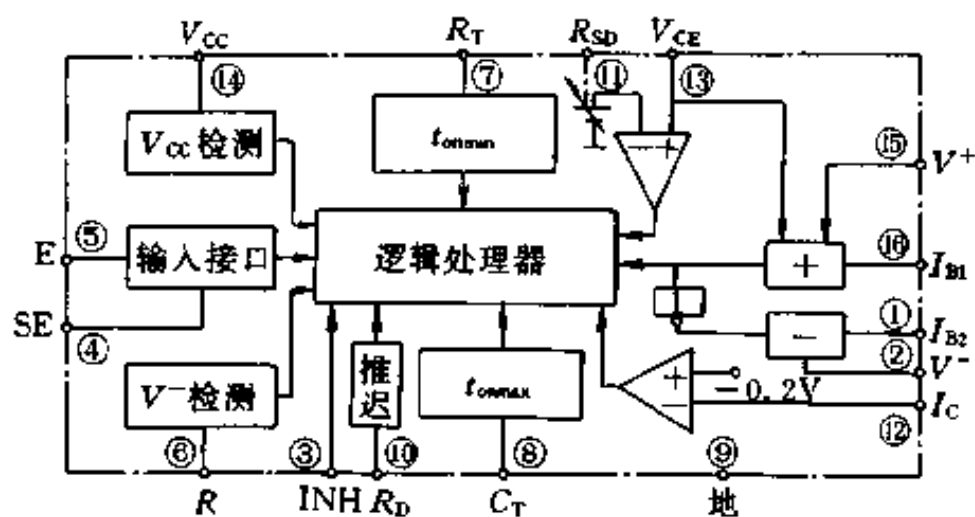 V_CC R_T R_SD V_CE
⑭ ⑦ ⑪ ⑬
V_CC 检测
t_onmin
− +
⑮ V⁺
E ⑤ 输入接口
逻辑处理器
+ ⑯ I_B1
SE ④
− ① I_B2
② V⁻
V⁻检测
推迟
t_onmax
+
−
−0.2V
I_C
⑫
⑥ ③ ⑩ ⑧ ⑨
R INH R_D C_T 地